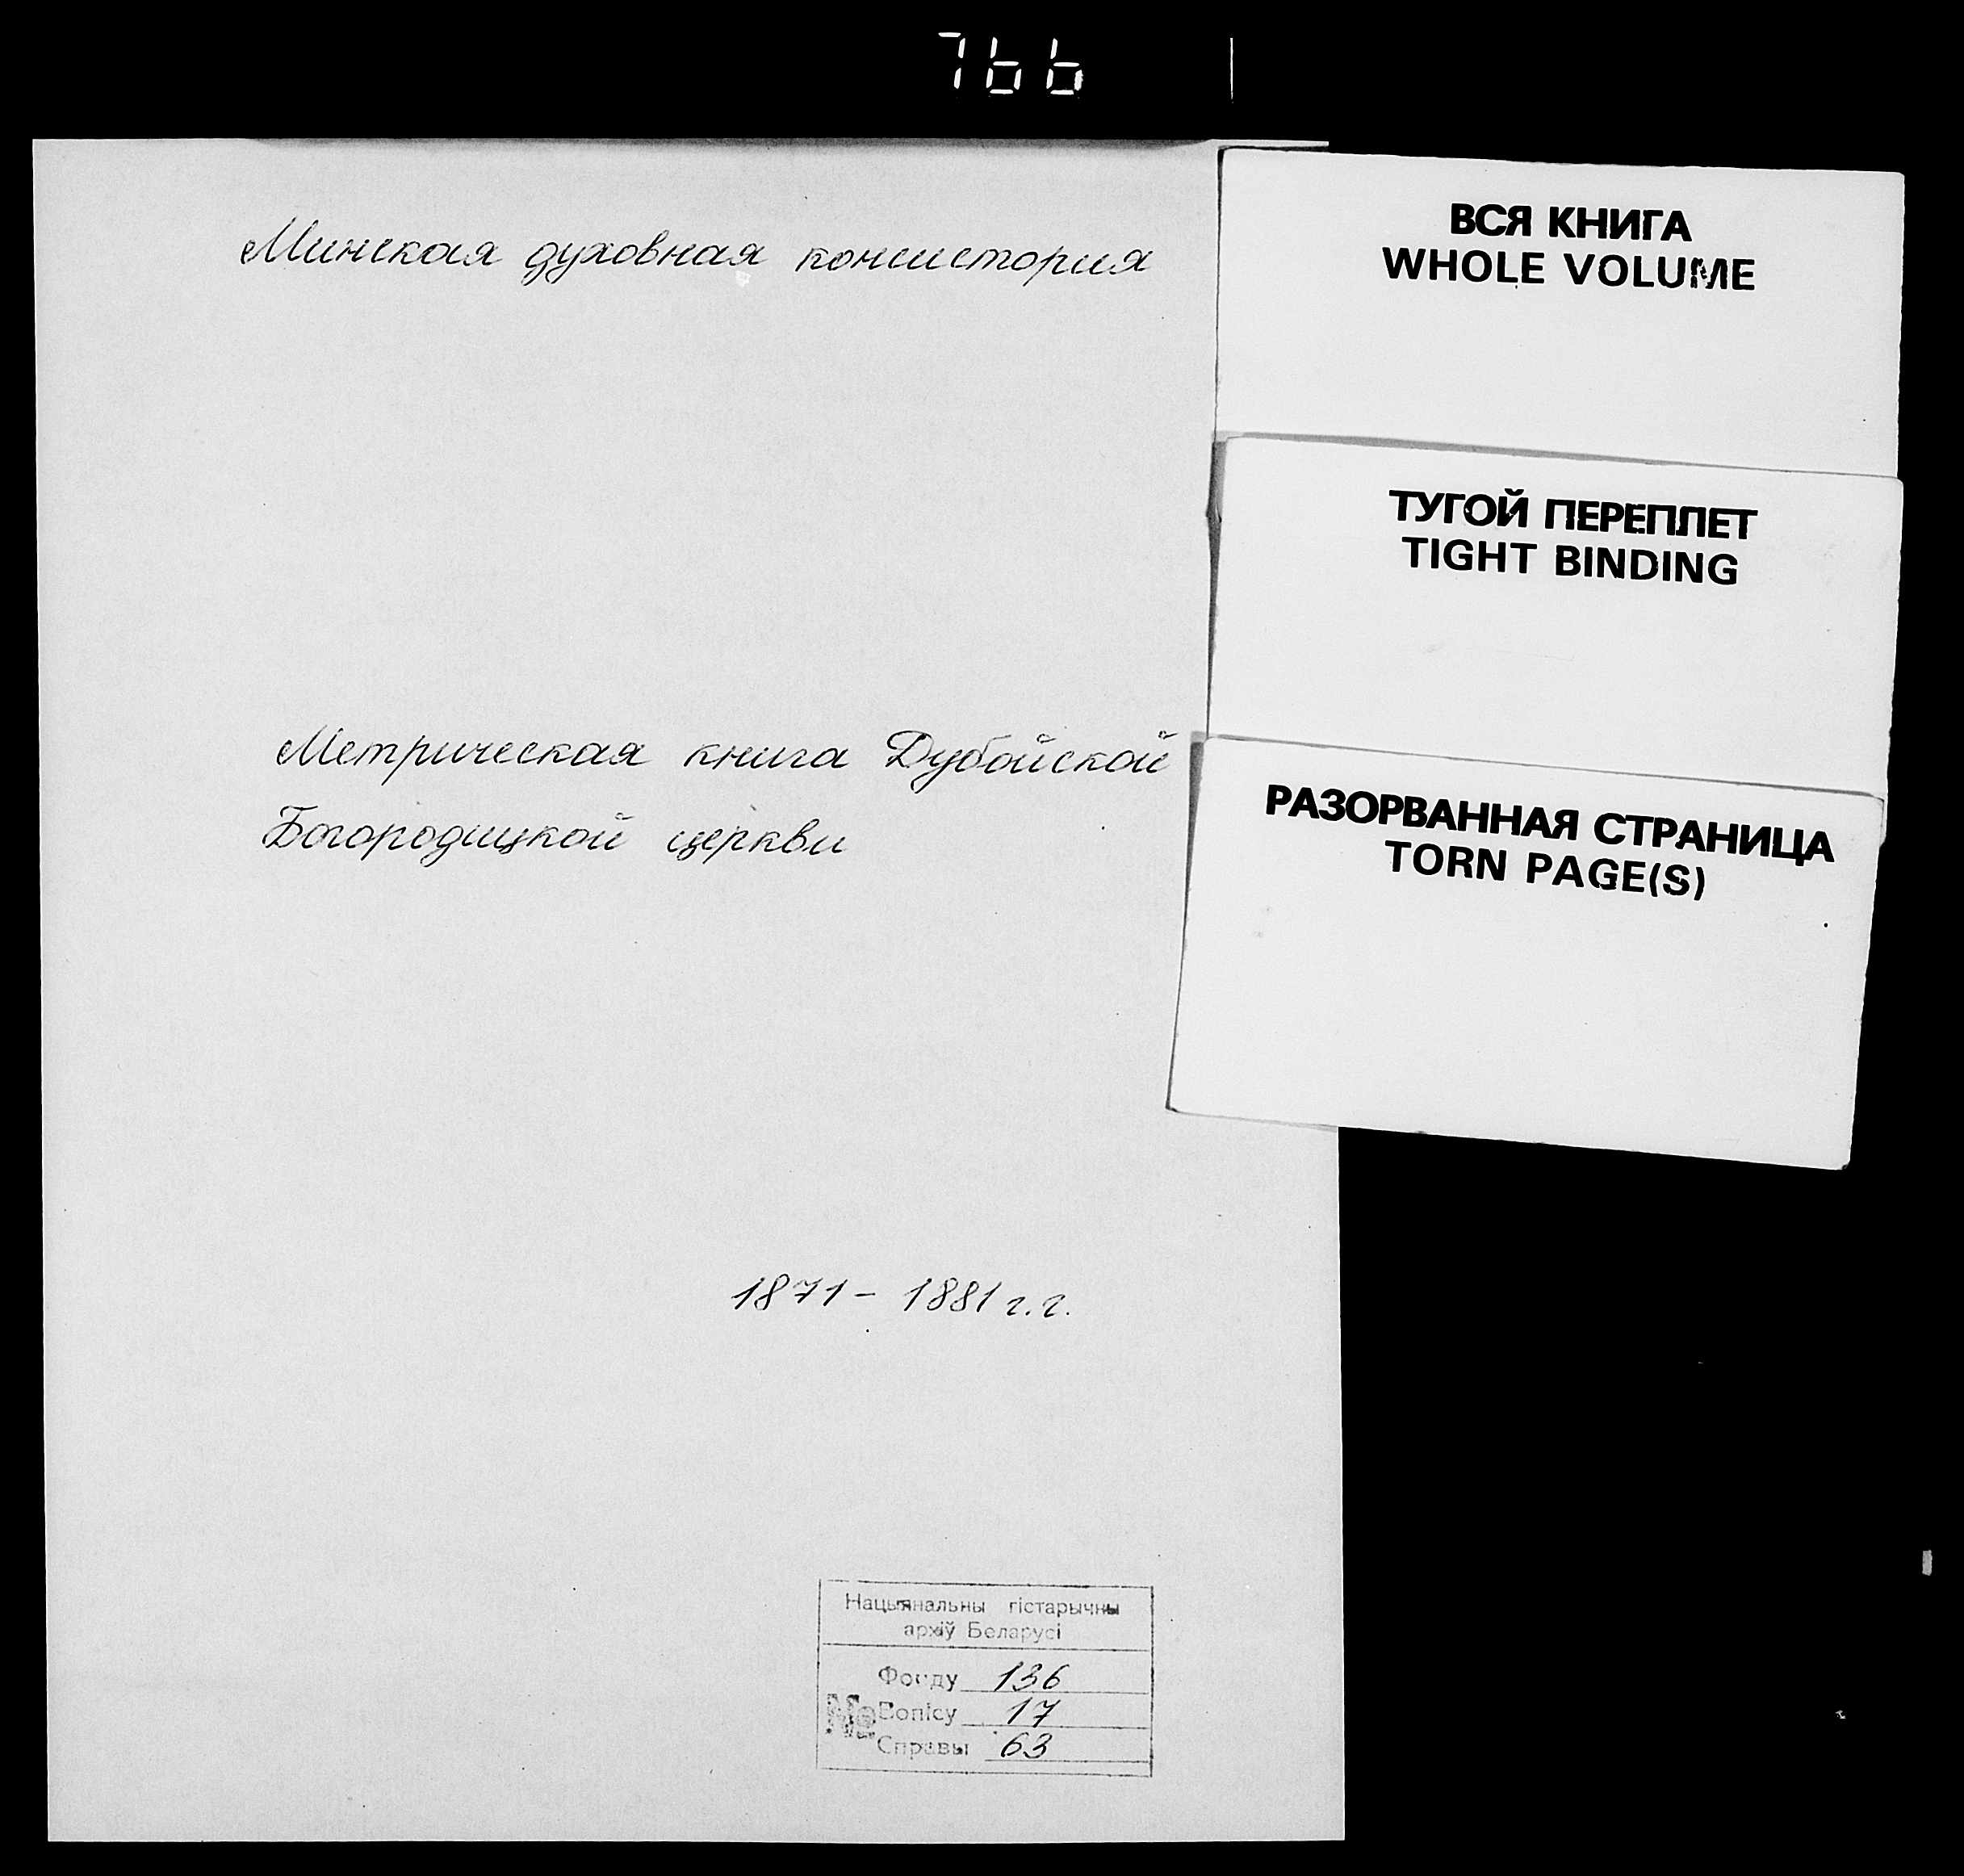 766
Минская духовная консистория
Метрическая книга Дубойской
Богородицкой церкви
1871 - 1881 г.г.
Нацыянальны гістарычны
архіў Беларусі
Фонду 136
№ Вопісу 17
Справы 63
ВСЯ КНИГА
WHOLE VOLUME
ТУГОЙ ПЕРЕПЛЕТ
TIGHT BINDING
РАЗОРВАННАЯ СТРАНИЦА
TORN PAGE(S)